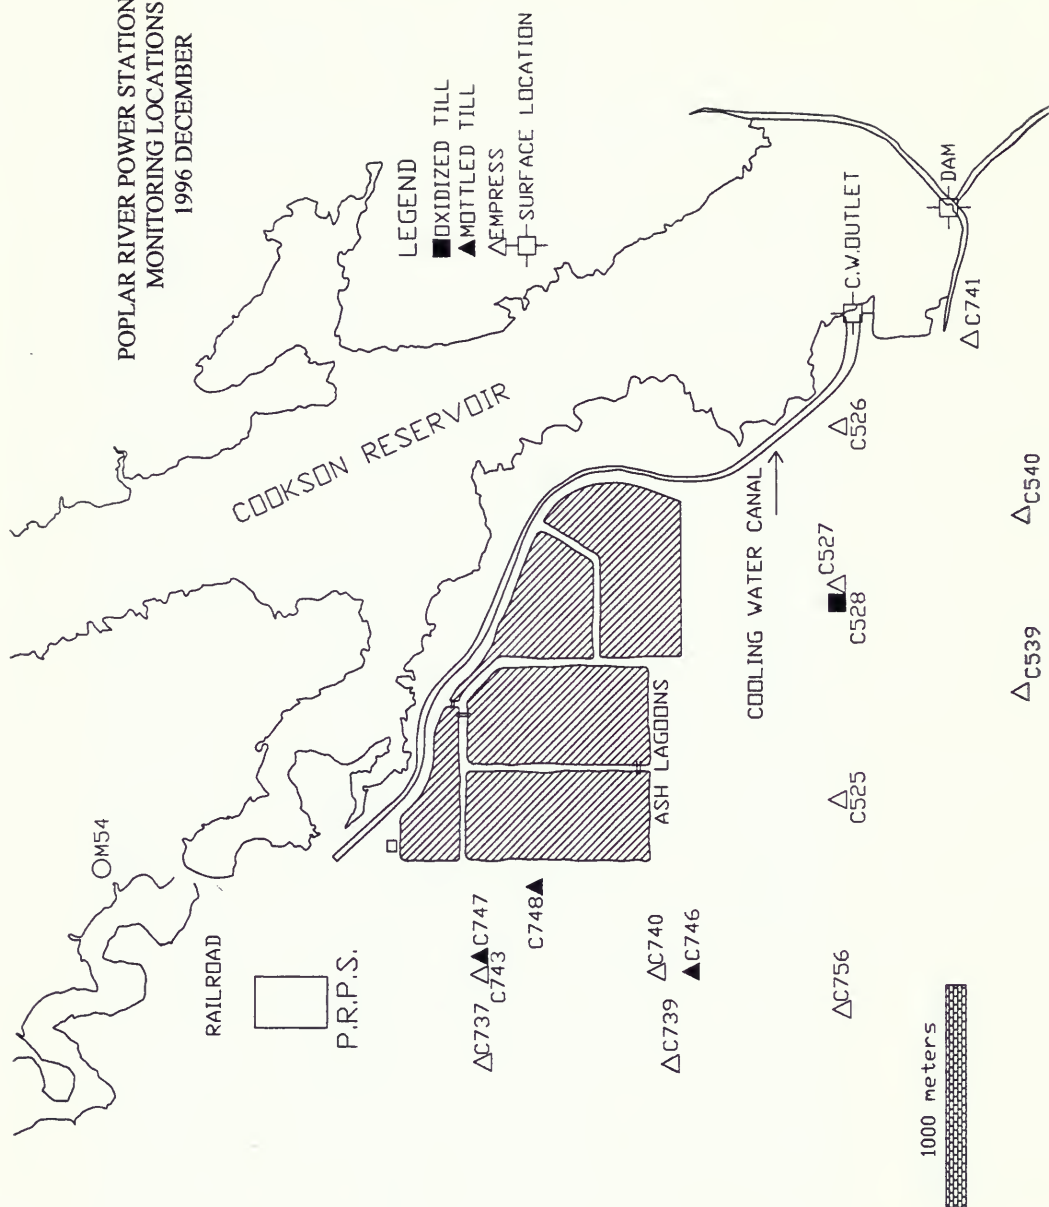 POPLAR RIVER POWER STATION
MONITORING LOCATIONS
1996 DECEMBER
LEGEND
OXIDIZED TILL
MOTTLED TILL
EMPRESS
SURFACE LOCATION
COOKSON RESERVOIR
M54
RAILROAD
P.R.P.S.
C737
C747
C743
C748
C740
C746
C739
C756
ASH LAGOONS
COOLING WATER CANAL
C525
C528
C527
C526
C.W.OUTLET
DAM
C741
C540
C539
1000 meters